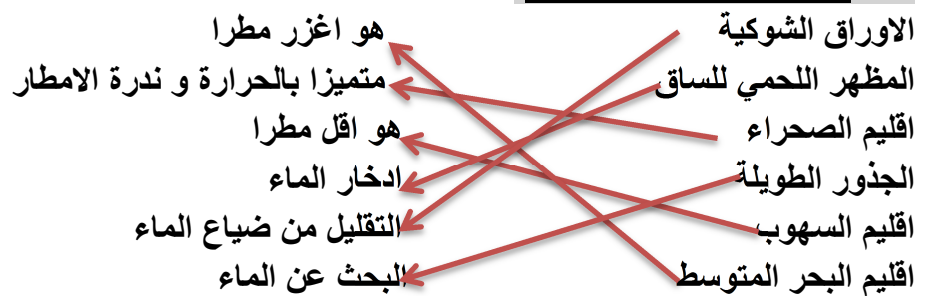 الاوراق الشوكية هو اغزر مطرا
المظهر اللحمي للساق متميزا بالحرارة و ندرة الامطار
اقليم الصحراء هو اقل مطرا
الجذور الطويلة ادخار الماء
اقليم السهوب التقليل من ضياع الماء
اقليم البحر المتوسط البحث عن الماء